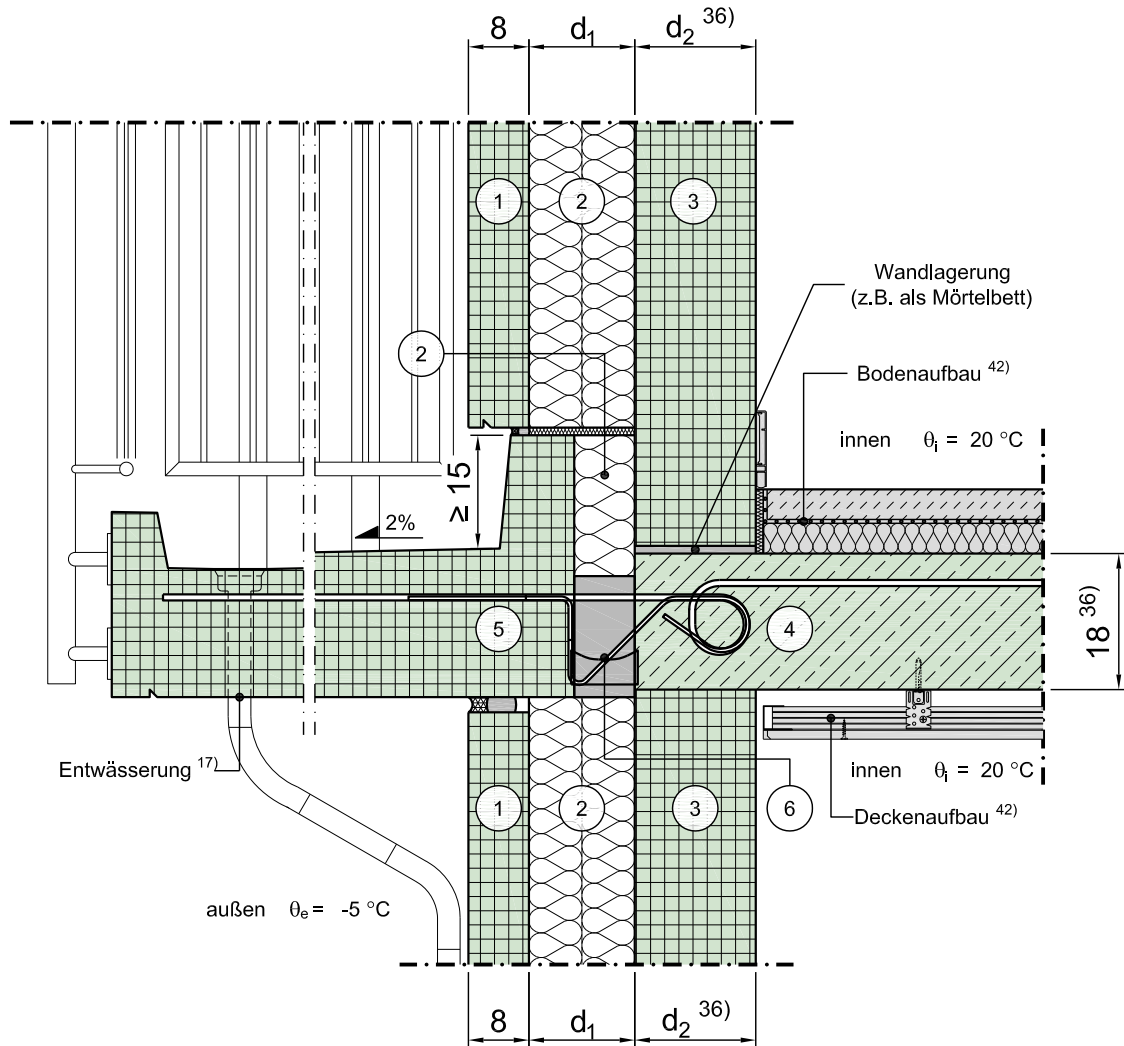 8 d₁ d₂ ³⁶⁾
1 2 3
Wandlagerung
(z.B. als Mörtelbett)
2
Bodenaufbau ⁴²⁾
innen θᵢ = 20 °C
≥ 15
2%
5 4
18 ³⁶⁾
Entwässerung ¹⁷⁾
innen θᵢ = 20 °C
1 2 3 6
Deckenaufbau ⁴²⁾
außen θₑ = -5 °C
8 d₁ d₂ ³⁶⁾